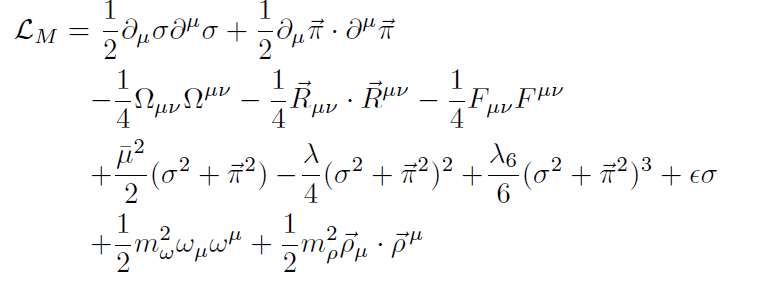 $\mathcal{L}_M = \frac{1}{2}\partial_\mu\sigma\partial^\mu\sigma + \frac{1}{2}\partial_\mu\vec{\pi}\cdot\partial^\mu\vec{\pi}$
$-\frac{1}{4}\Omega_{\mu\nu}\Omega^{\mu\nu} - \frac{1}{4}\vec{R}_{\mu\nu}\cdot\vec{R}^{\mu\nu} - \frac{1}{4}F_{\mu\nu}F^{\mu\nu}$
$+\frac{\bar{\mu}^2}{2}(\sigma^2 + \vec{\pi}^2) - \frac{\lambda}{4}(\sigma^2 + \vec{\pi}^2)^2 + \frac{\lambda_6}{6}(\sigma^2 + \vec{\pi}^2)^3 + \epsilon\sigma$
$+\frac{1}{2}m_\omega^2\omega_\mu\omega^\mu + \frac{1}{2}m_\rho^2\vec{\rho}_\mu\cdot\vec{\rho}^{\,\mu}$